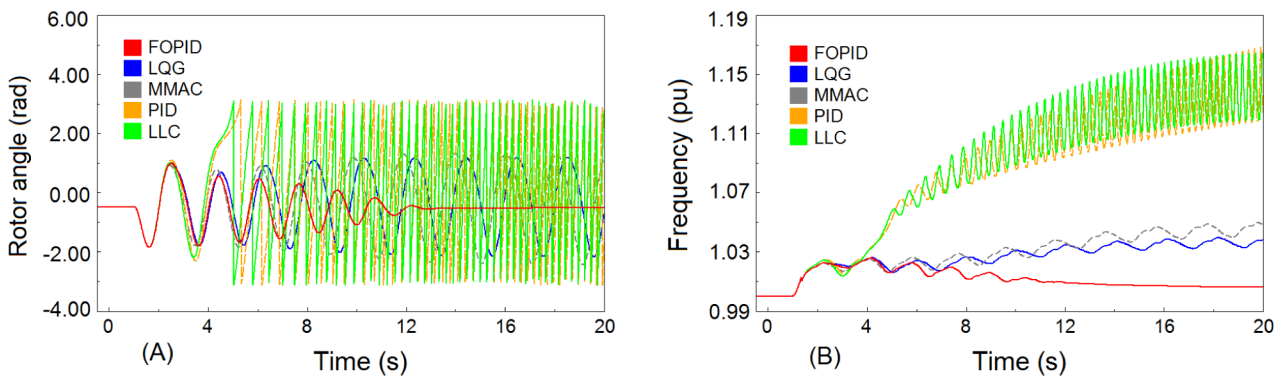 6.00
4.00
2.00
0.00
-2.00
-4.00
Rotor angle (rad)
FOPID
LQG
MMAC
PID
LLC
0 4 8 12 16 20
(A)
Time (s)
1.19
1.15
1.11
1.07
1.03
0.99
Frequency (pu)
FOPID
LQG
MMAC
PID
LLC
0 4 8 12 16 20
(B)
Time (s)